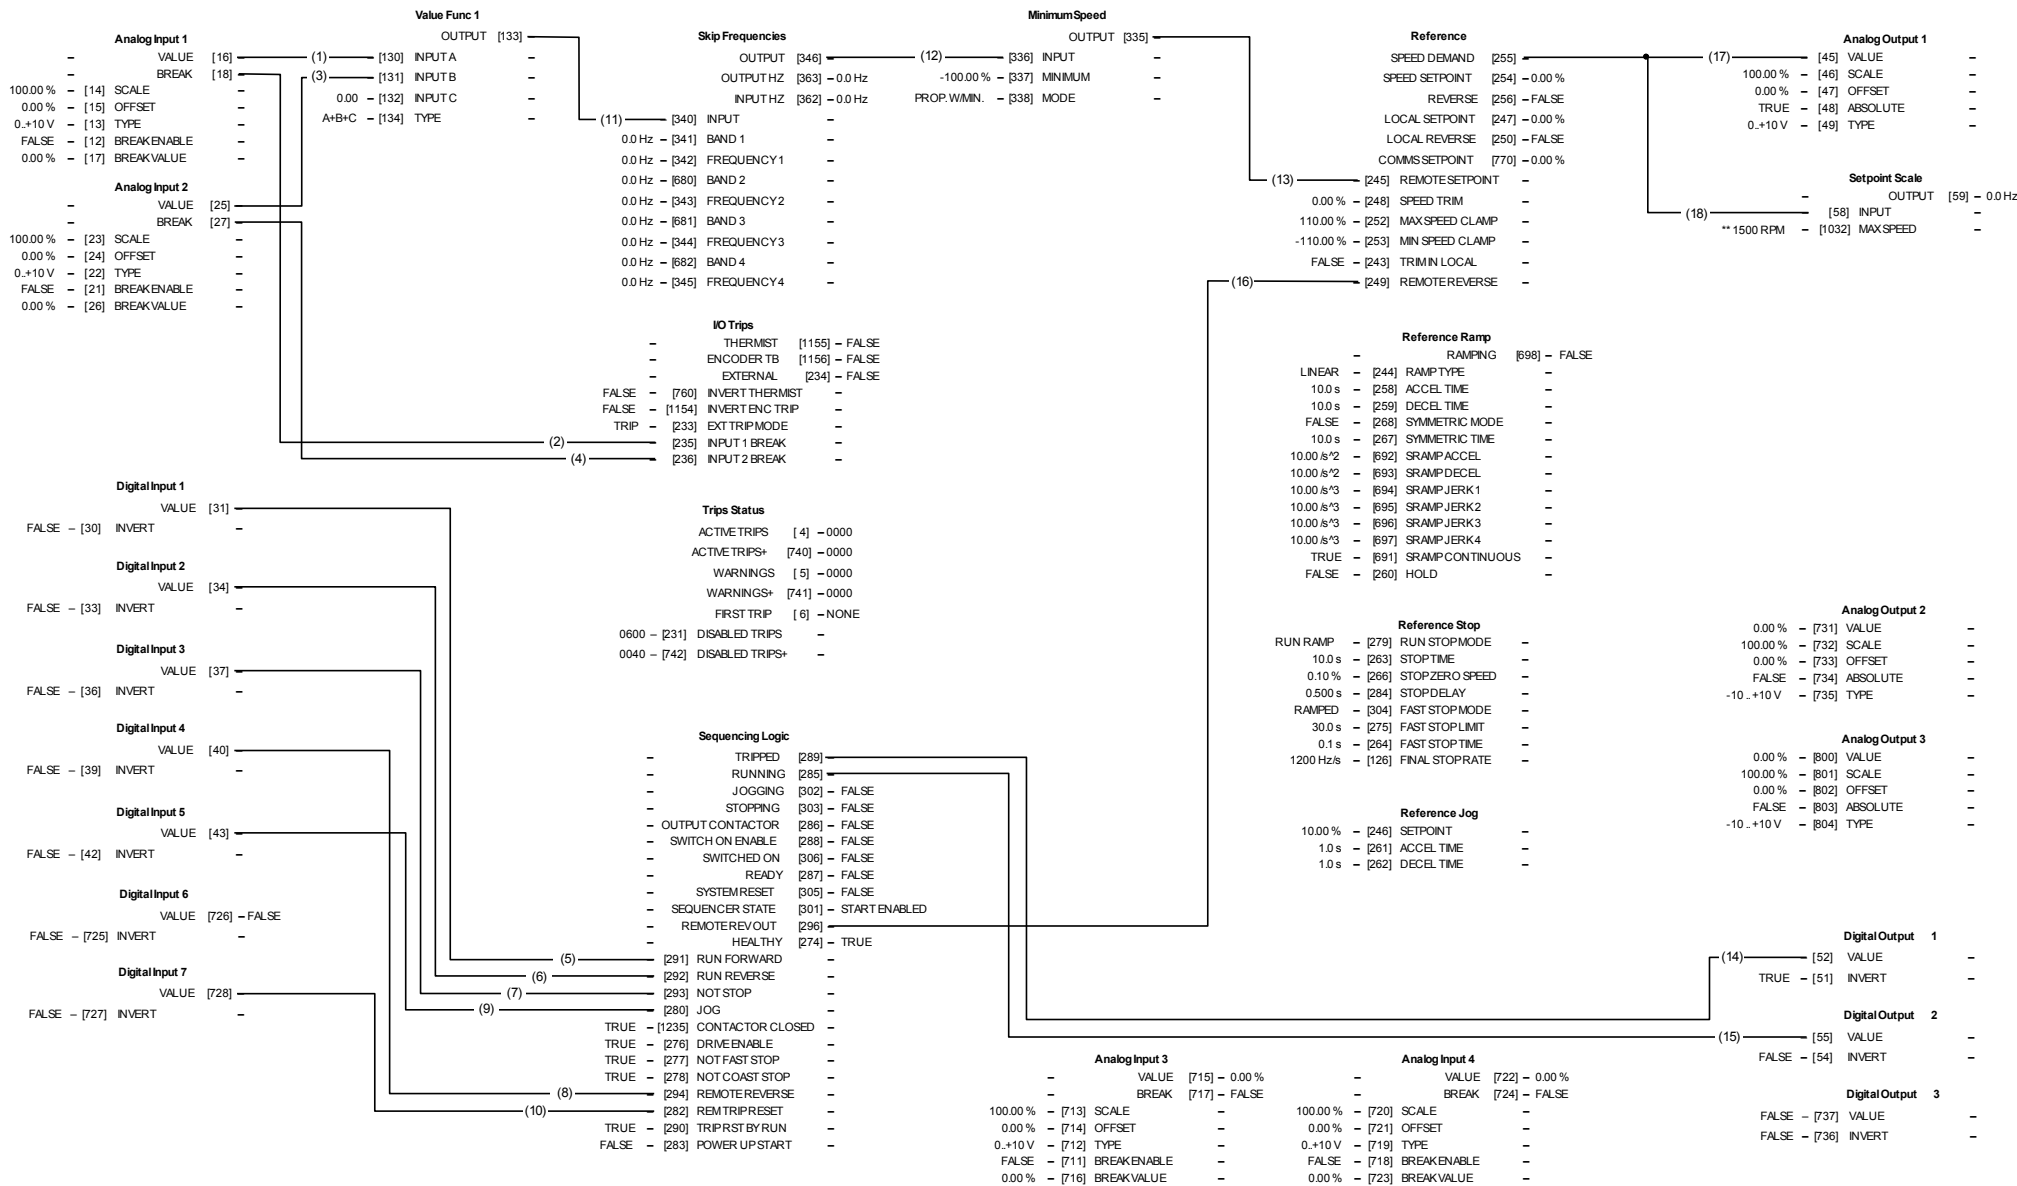 Analog Input 1
VALUE [16] –
BREAK [18] –
100.00 % – [14] SCALE –
0.00 % – [15] OFFSET –
0..+10 V – [13] TYPE –
FALSE – [12] BREAK ENABLE –
0.00 % – [17] BREAK VALUE –
Analog Input 2
VALUE [25] –
BREAK [27] –
100.00 % – [23] SCALE –
0.00 % – [24] OFFSET –
0..+10 V – [22] TYPE –
FALSE – [21] BREAK ENABLE –
0.00 % – [26] BREAK VALUE –
Digital Input 1
VALUE [31] –
FALSE – [30] INVERT –
Digital Input 2
VALUE [34] –
FALSE – [33] INVERT –
Digital Input 3
VALUE [37] –
FALSE – [36] INVERT –
Digital Input 4
VALUE [40] –
FALSE – [39] INVERT –
Digital Input 5
VALUE [43] –
FALSE – [42] INVERT –
Digital Input 6
VALUE [726] – FALSE
FALSE – [725] INVERT –
Digital Input 7
VALUE [728] –
FALSE – [727] INVERT –
Value Func 1
OUTPUT [133] –
(1) – [130] INPUT A –
(3) – [131] INPUT B –
0.00 – [132] INPUT C –
A+B+C – [134] TYPE –
Skip Frequencies
OUTPUT [346] –
OUTPUT HZ [363] – 0.0 Hz
INPUT HZ [362] – 0.0 Hz
(11) – [340] INPUT –
0.0 Hz – [341] BAND 1 –
0.0 Hz – [342] FREQUENCY 1 –
0.0 Hz – [680] BAND 2 –
0.0 Hz – [343] FREQUENCY 2 –
0.0 Hz – [681] BAND 3 –
0.0 Hz – [344] FREQUENCY 3 –
0.0 Hz – [682] BAND 4 –
0.0 Hz – [345] FREQUENCY 4 –
I/O Trips
– THERMIST [1155] – FALSE
– ENCODER TB [1156] – FALSE
– EXTERNAL [234] – FALSE
FALSE – [760] INVERT THERMIST –
FALSE – [1154] INVERT ENC TRIP –
TRIP – [233] EXT TRIP MODE –
(2) – [235] INPUT 1 BREAK –
(4) – [236] INPUT 2 BREAK –
Trips Status
ACTIVE TRIPS [ 4] – 0000
ACTIVE TRIPS+ [740] – 0000
WARNINGS [ 5] – 0000
WARNINGS+ [741] – 0000
FIRST TRIP [ 6] – NONE
0600 – [231] DISABLED TRIPS –
0040 – [742] DISABLED TRIPS+ –
Sequencing Logic
– TRIPPED [289] –
– RUNNING [285] –
– JOGGING [302] – FALSE
– STOPPING [303] – FALSE
– OUTPUT CONTACTOR [286] – FALSE
– SWITCH ON ENABLE [288] – FALSE
– SWITCHED ON [306] – FALSE
– READY [287] – FALSE
– SYSTEM RESET [305] – FALSE
– SEQUENCER STATE [301] – START ENABLED
– REMOTE REV OUT [296] –
– HEALTHY [274] – TRUE
(5) – [291] RUN FORWARD –
(6) – [292] RUN REVERSE –
(7) – [293] NOT STOP –
(9) – [280] JOG –
TRUE – [1235] CONTACTOR CLOSED –
TRUE – [276] DRIVE ENABLE –
TRUE – [277] NOT FAST STOP –
TRUE – [278] NOT COAST STOP –
(8) – [294] REMOTE REVERSE –
(10) – [282] REM TRIP RESET –
TRUE – [290] TRIP RST BY RUN –
FALSE – [283] POWER UP START –
Minimum Speed
OUTPUT [335] –
(12) – [336] INPUT –
-100.00 % – [337] MINIMUM –
PROP. W/MIN. – [338] MODE –
Reference
SPEED DEMAND [255] –
SPEED SETPOINT [254] – 0.00 %
REVERSE [256] – FALSE
LOCAL SETPOINT [247] – 0.00 %
LOCAL REVERSE [250] – FALSE
COMMS SETPOINT [770] – 0.00 %
(13) – [245] REMOTE SETPOINT –
0.00 % – [248] SPEED TRIM –
110.00 % – [252] MAX SPEED CLAMP –
-110.00 % – [253] MIN SPEED CLAMP –
FALSE – [243] TRIM IN LOCAL –
(16) – [249] REMOTE REVERSE –
Reference Ramp
– RAMPING [698] – FALSE
LINEAR – [244] RAMP TYPE –
10.0 s – [258] ACCEL TIME –
10.0 s – [259] DECEL TIME –
FALSE – [268] SYMMETRIC MODE –
10.0 s – [267] SYMMETRIC TIME –
10.00 /s^2 – [692] SRAMP ACCEL –
10.00 /s^2 – [693] SRAMP DECEL –
10.00 /s^3 – [694] SRAMP JERK 1 –
10.00 /s^3 – [695] SRAMP JERK 2 –
10.00 /s^3 – [696] SRAMP JERK 3 –
10.00 /s^3 – [697] SRAMP JERK 4 –
TRUE – [691] SRAMP CONTINUOUS –
FALSE – [260] HOLD –
Reference Stop
RUN RAMP – [279] RUN STOP MODE –
10.0 s – [263] STOP TIME –
0.10 % – [266] STOP ZERO SPEED –
0.500 s – [284] STOP DELAY –
RAMPED – [304] FAST STOP MODE –
30.0 s – [275] FAST STOP LIMIT –
0.1 s – [264] FAST STOP TIME –
1200 Hz/s – [126] FINAL STOP RATE –
Reference Jog
10.00 % – [246] SETPOINT –
1.0 s – [261] ACCEL TIME –
1.0 s – [262] DECEL TIME –
Analog Input 3
– VALUE [715] – 0.00 %
– BREAK [717] – FALSE
100.00 % – [713] SCALE –
0.00 % – [714] OFFSET –
0..+10 V – [712] TYPE –
FALSE – [711] BREAK ENABLE –
0.00 % – [716] BREAK VALUE –
Analog Input 4
– VALUE [722] – 0.00 %
– BREAK [724] – FALSE
100.00 % – [720] SCALE –
0.00 % – [721] OFFSET –
0..+10 V – [719] TYPE –
FALSE – [718] BREAK ENABLE –
0.00 % – [723] BREAK VALUE –
Analog Output 1
(17) – [45] VALUE –
100.00 % – [46] SCALE –
0.00 % – [47] OFFSET –
TRUE – [48] ABSOLUTE –
0..+10 V – [49] TYPE –
Setpoint Scale
– OUTPUT [59] – 0.0 Hz
(18) – [58] INPUT –
** 1500 RPM – [1032] MAX SPEED –
Analog Output 2
0.00 % – [731] VALUE –
100.00 % – [732] SCALE –
0.00 % – [733] OFFSET –
FALSE – [734] ABSOLUTE –
-10 .. +10 V – [735] TYPE –
Analog Output 3
0.00 % – [800] VALUE –
100.00 % – [801] SCALE –
0.00 % – [802] OFFSET –
FALSE – [803] ABSOLUTE –
-10 .. +10 V – [804] TYPE –
Digital Output 1
(14) – [52] VALUE –
TRUE – [51] INVERT –
Digital Output 2
(15) – [55] VALUE –
FALSE – [54] INVERT –
Digital Output 3
FALSE – [737] VALUE –
FALSE – [736] INVERT –